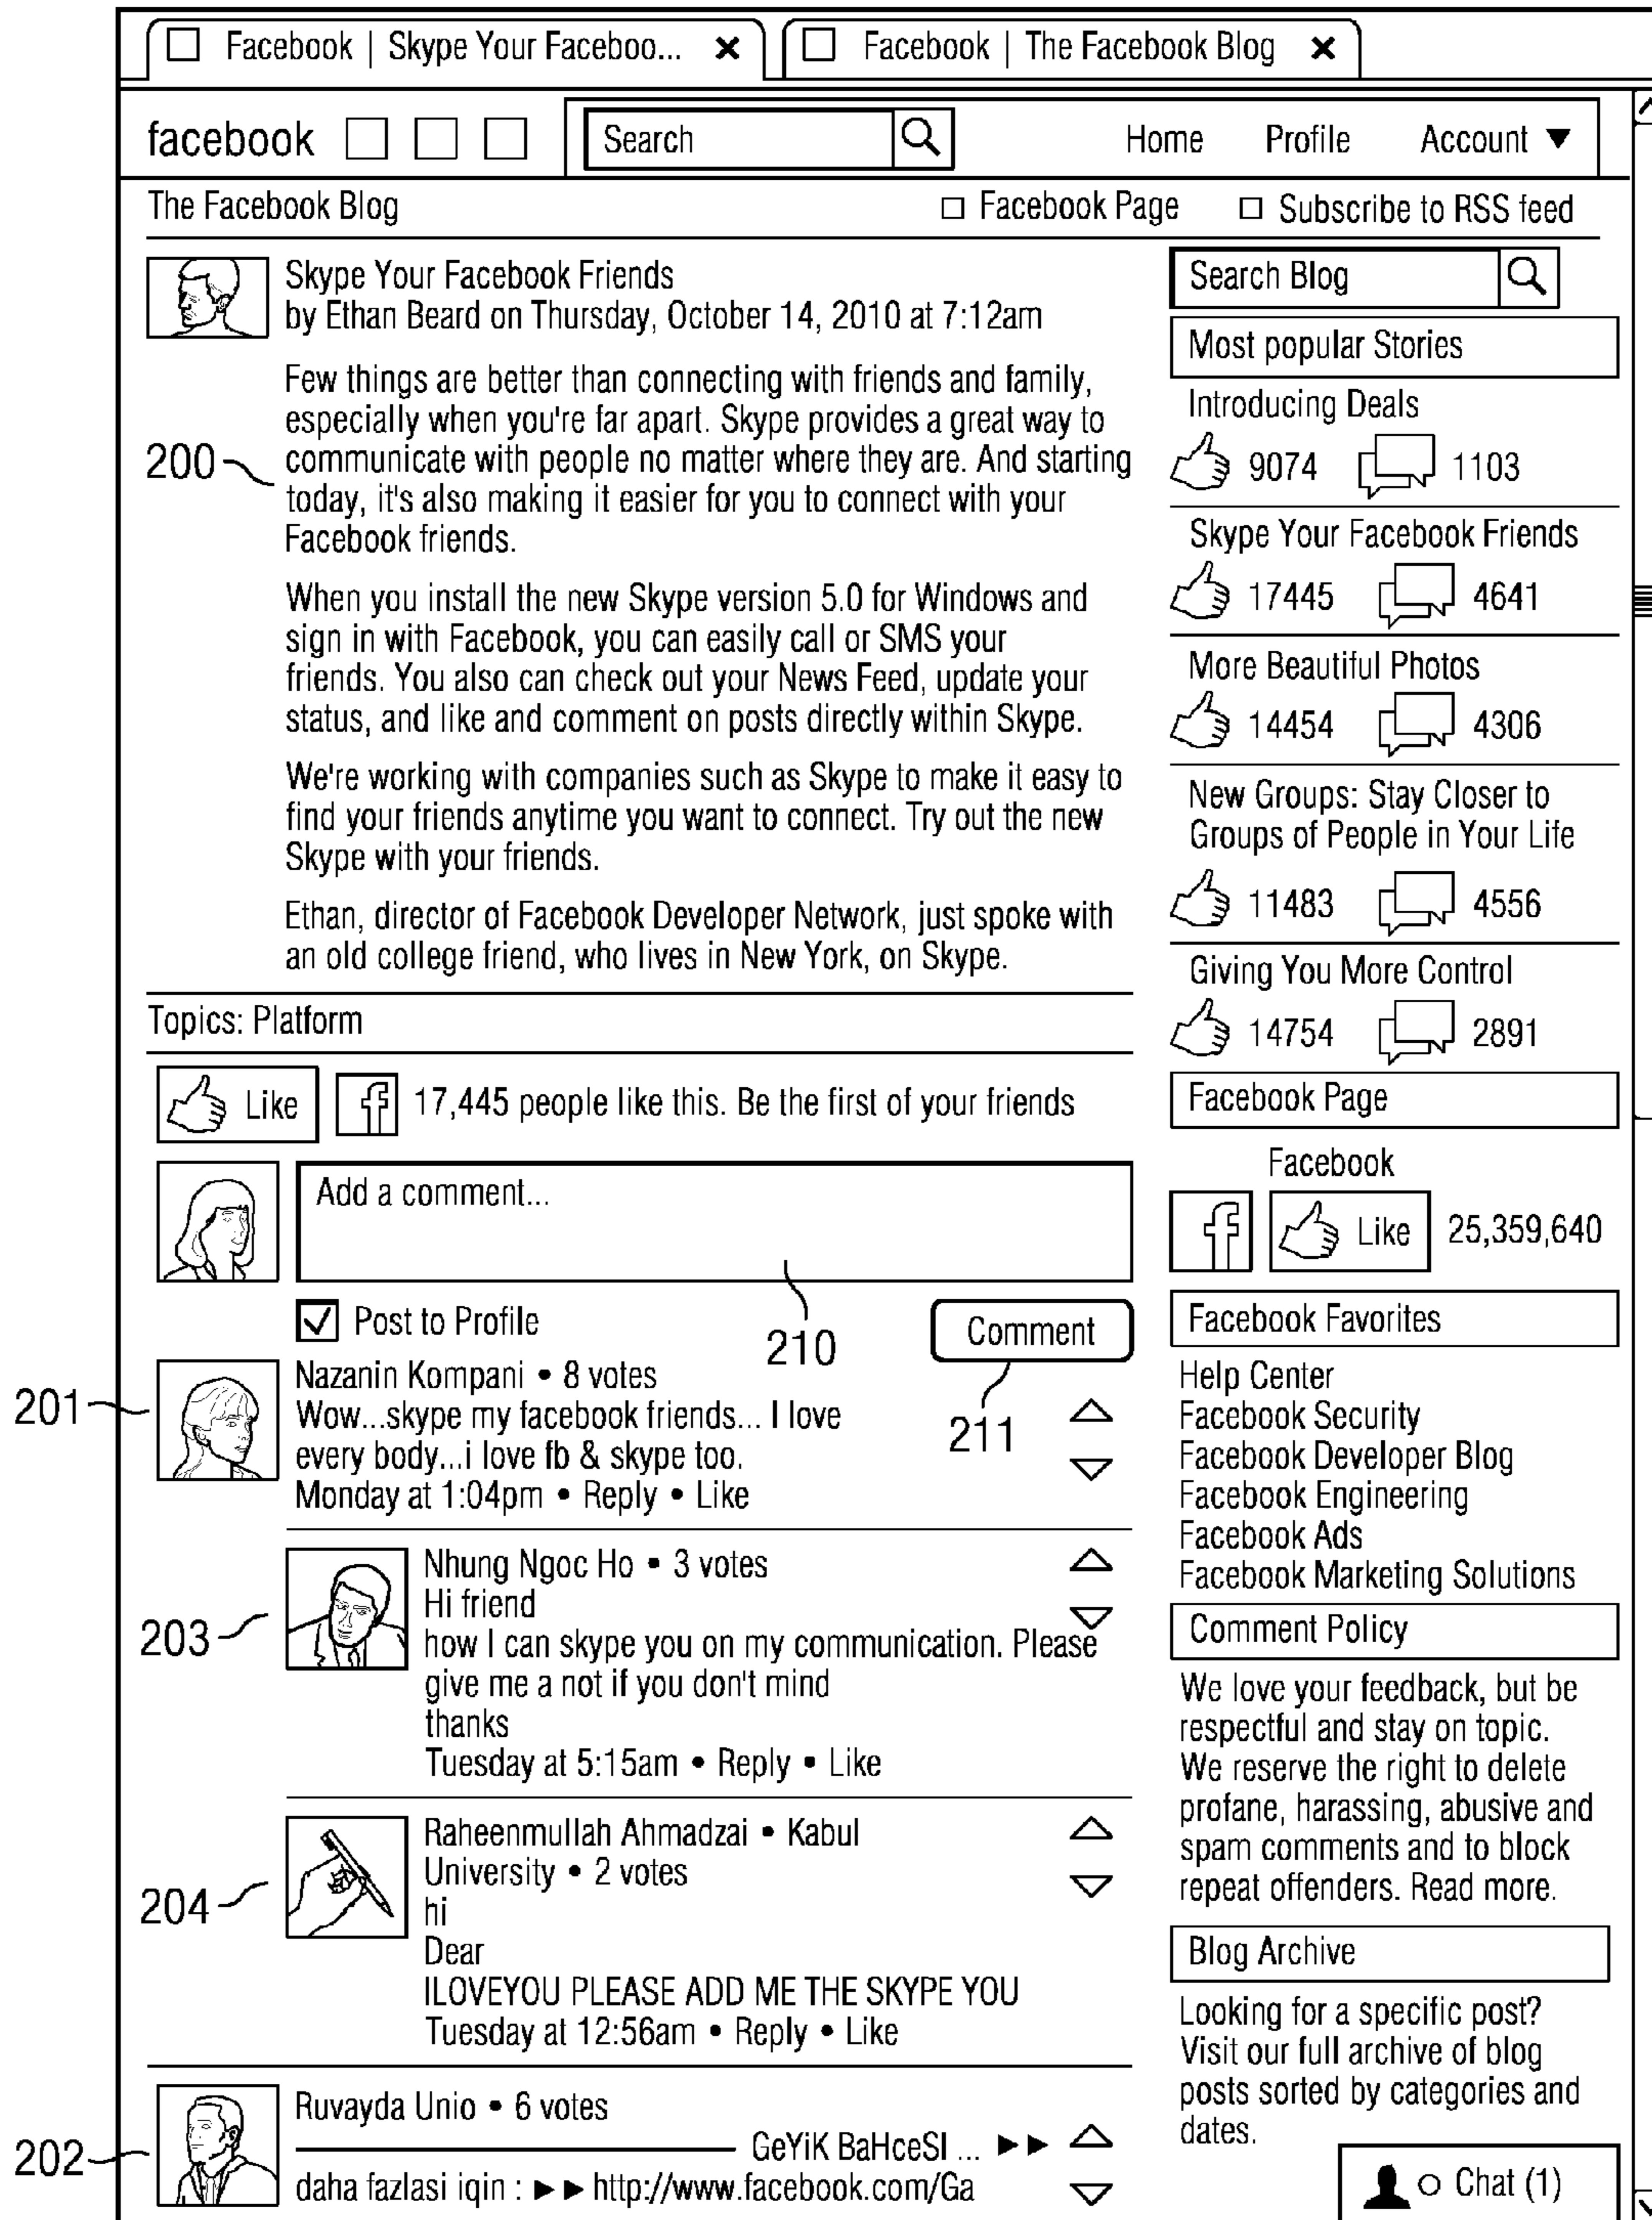 Facebook | Skype Your Faceboo...
Facebook | The Facebook Blog
facebook
Search
Home Profile Account
The Facebook Blog
Facebook Page
Subscribe to RSS feed
Skype Your Facebook Friends
by Ethan Beard on Thursday, October 14, 2010 at 7:12am
Few things are better than connecting with friends and family,
especially when you're far apart. Skype provides a great way to
communicate with people no matter where they are. And starting
today, it's also making it easier for you to connect with your
Facebook friends.
200
When you install the new Skype version 5.0 for Windows and
sign in with Facebook, you can easily call or SMS your
friends. You also can check out your News Feed, update your
status, and like and comment on posts directly within Skype.
We're working with companies such as Skype to make it easy to
find your friends anytime you want to connect. Try out the new
Skype with your friends.
Ethan, director of Facebook Developer Network, just spoke with
an old college friend, who lives in New York, on Skype.
Topics: Platform
Like
f
17,445 people like this. Be the first of your friends
Add a comment...
210
Post to Profile
Comment
211
201
Nazanin Kompani • 8 votes
Wow...skype my facebook friends... I love
every body...i love fb & skype too.
Monday at 1:04pm • Reply • Like
203
Nhung Ngoc Ho • 3 votes
Hi friend
how I can skype you on my communication. Please
give me a not if you don't mind
thanks
Tuesday at 5:15am • Reply • Like
204
Raheenmullah Ahmadzai • Kabul
University • 2 votes
hi
Dear
ILOVEYOU PLEASE ADD ME THE SKYPE YOU
Tuesday at 12:56am • Reply • Like
202
Ruvayda Unio • 6 votes
GeYiK BaHceSI ... ►►
daha fazlasi iqin : ►► http://www.facebook.com/Ga
Search Blog
Most popular Stories
Introducing Deals
9074 1103
Skype Your Facebook Friends
17445 4641
More Beautiful Photos
14454 4306
New Groups: Stay Closer to
Groups of People in Your Life
11483 4556
Giving You More Control
14754 2891
Facebook Page
Facebook
f
Like
25,359,640
Facebook Favorites
Help Center
Facebook Security
Facebook Developer Blog
Facebook Engineering
Facebook Ads
Facebook Marketing Solutions
Comment Policy
We love your feedback, but be
respectful and stay on topic.
We reserve the right to delete
profane, harassing, abusive and
spam comments and to block
repeat offenders. Read more.
Blog Archive
Looking for a specific post?
Visit our full archive of blog
posts sorted by categories and
dates.
Chat (1)